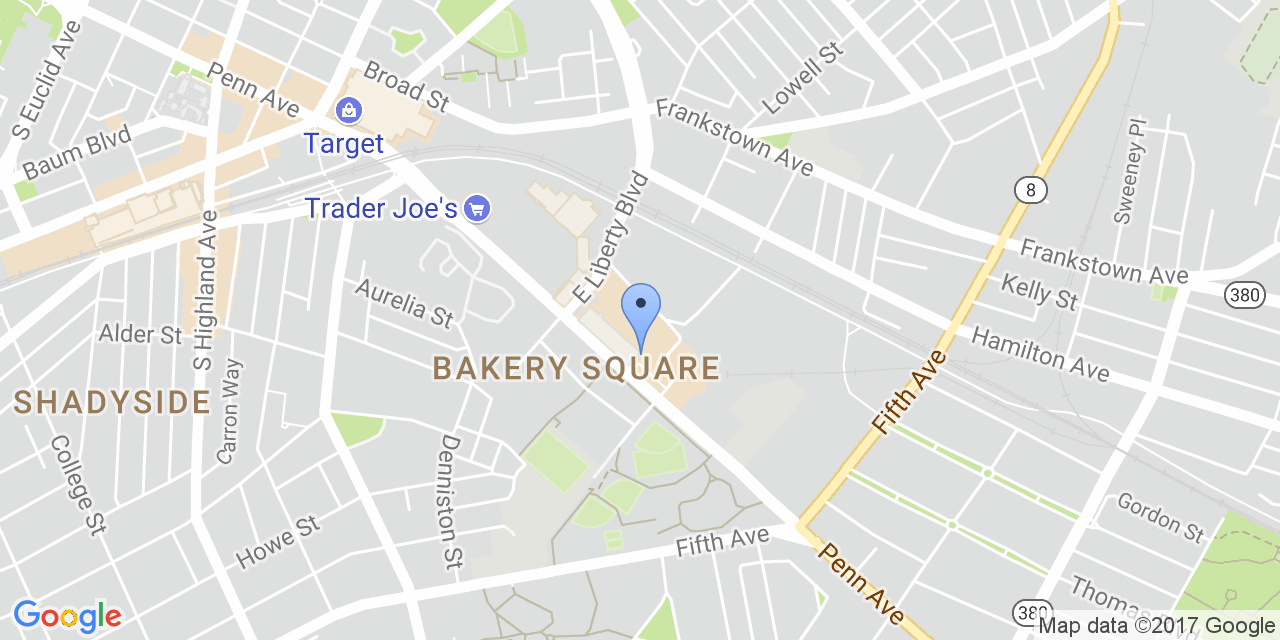 S Euclid Ave
Penn Ave
Broad St
Lowell St
Target
Baum Blvd
Frankstown Ave
Sweeney Pl
8
Trader Joe's
E Liberty Blvd
S Highland Ave
Frankstown Ave
Kelly St
380
Aurelia St
Alder St
Hamilton Ave
BAKERY SQUARE
Fifth Ave
SHADYSIDE
Carron Way
College St
Denniston St
Howe St
Gordon St
Fifth Ave
Penn Ave
Thomas
380
Google
Map data ©2017 Google